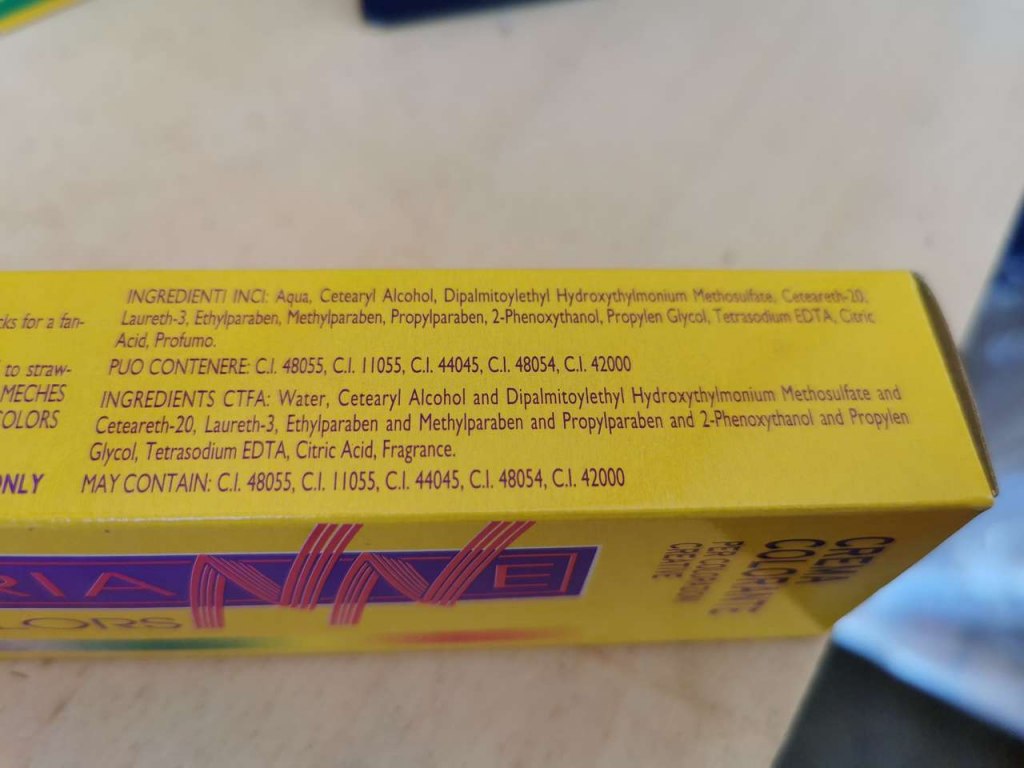 cks for a fan-
to straw-
MECHES
COLORS
ONLY
INGREDIENTI INCI: Aqua, Cetearyl Alcohol, Dipalmitoylethyl Hydroxythylmonium Methosulfate, Ceteareth-20,
Laureth-3, Ethylparaben, Methylparaben, Propylparaben, 2-Phenoxythanol, Propylen Glycol, Tetrasodium EDTA, Citric
Acid, Profumo.
PUO CONTENERE: C.I. 48055, C.I. 11055, C.I. 44045, C.I. 48054, C.I. 42000
INGREDIENTS CTFA: Water, Cetearyl Alcohol and Dipalmitoylethyl Hydroxythylmonium Methosulfate and
Ceteareth-20, Laureth-3, Ethylparaben and Methylparaben and Propylparaben and 2-Phenoxythanol and Propylen
Glycol, Tetrasodium EDTA, Citric Acid, Fragrance.
MAY CONTAIN: C.I. 48055, C.I. 11055, C.I. 44045, C.I. 48054, C.I. 42000
RIANNE
LORS
CREMA
COLORANTE
PER COLORAZIONI
CREATIVE